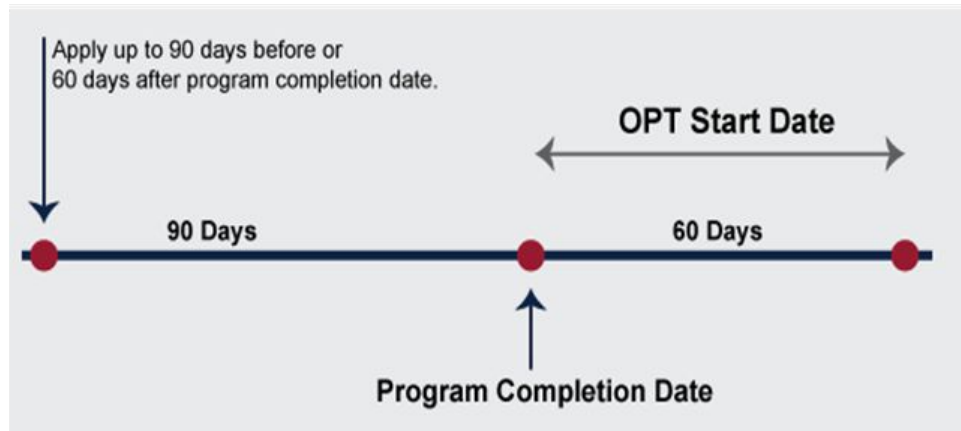 Apply up to 90 days before or
60 days after program completion date.
OPT Start Date
90 Days
60 Days
Program Completion Date